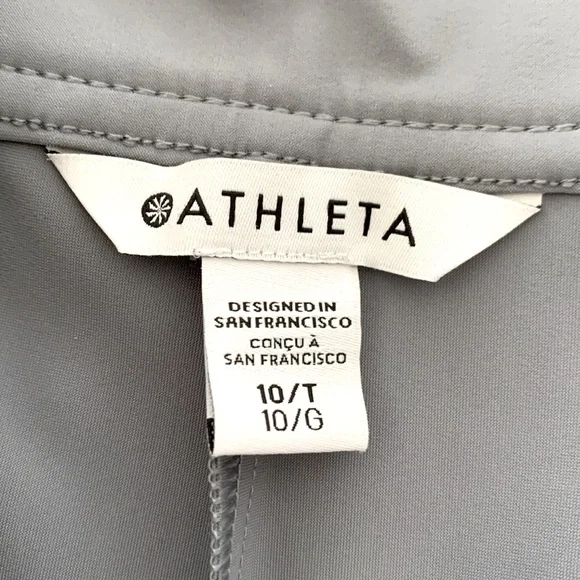 ATHLETA
DESIGNED IN
SAN FRANCISCO
CONÇU À
SAN FRANCISCO
10/T
10/G